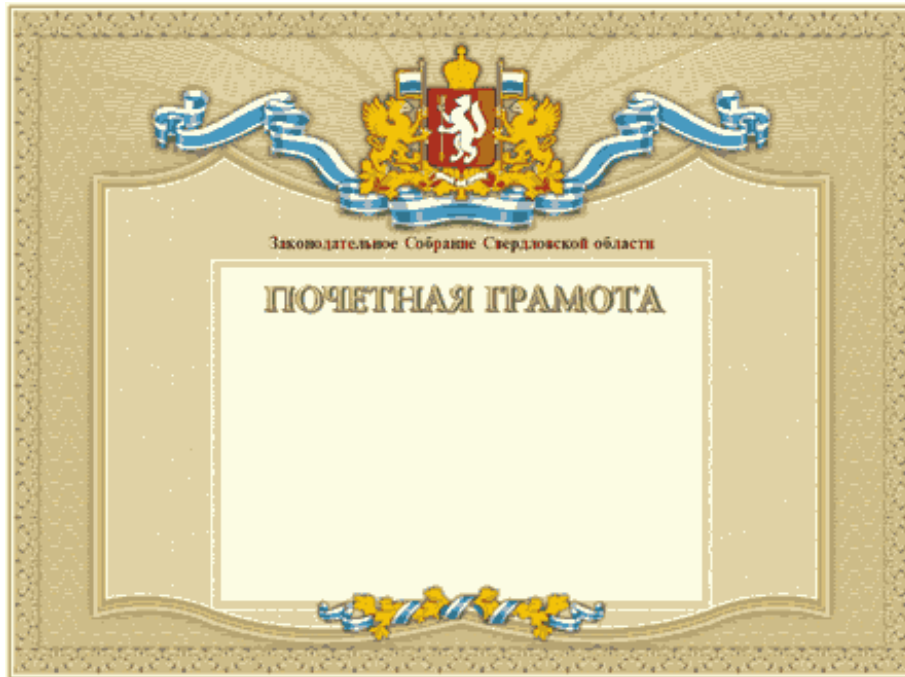 Законодательное Собрание Свердловской области
ПОЧЕТНАЯ ГРАМОТА